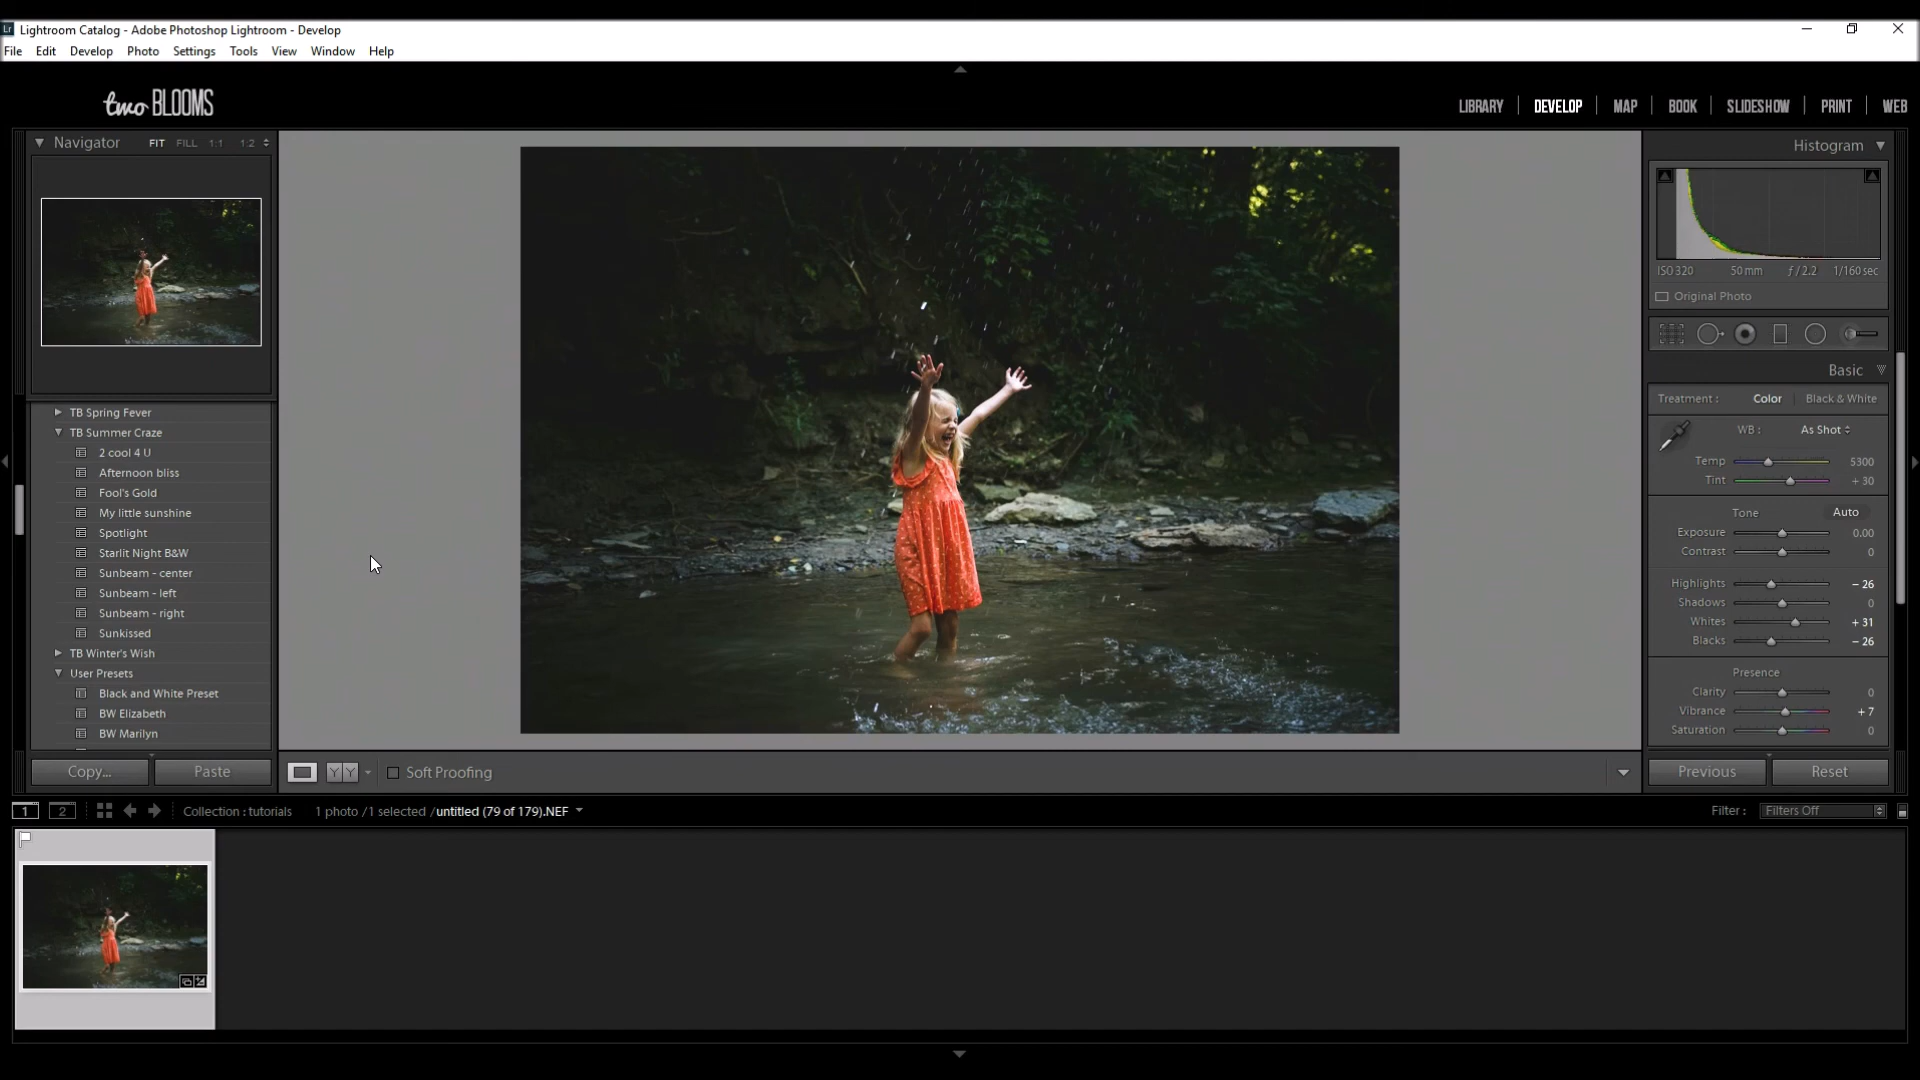 Lr Lightroom Catalog - Adobe Photoshop Lightroom - Develop
File Edit Develop Photo Settings Tools View Window Help
two BLOOMS
LIBRARY DEVELOP MAP BOOK SLIDESHOW PRINT WEB
Navigator FIT FILL 1:1 1:2
TB Spring Fever
TB Summer Craze
2 cool 4 U
Afternoon bliss
Fool's Gold
My little sunshine
Spotlight
Starlit Night B&W
Sunbeam - center
Sunbeam - left
Sunbeam - right
Sunkissed
TB Winter's Wish
User Presets
Black and White Preset
BW Elizabeth
BW Marilyn
Copy... Paste
Histogram
ISO 320 50 mm f / 2.2 1/160 sec
Original Photo
Basic
Treatment : Color Black & White
WB : As Shot
Temp 5300
Tint + 30
Tone Auto
Exposure 0.00
Contrast 0
Highlights - 26
Shadows 0
Whites + 31
Blacks - 26
Presence
Clarity 0
Vibrance + 7
Saturation 0
YY Soft Proofing
Previous Reset
1 2 Collection : tutorials 1 photo / 1 selected / untitled (79 of 179).NEF
Filter : Filters Off